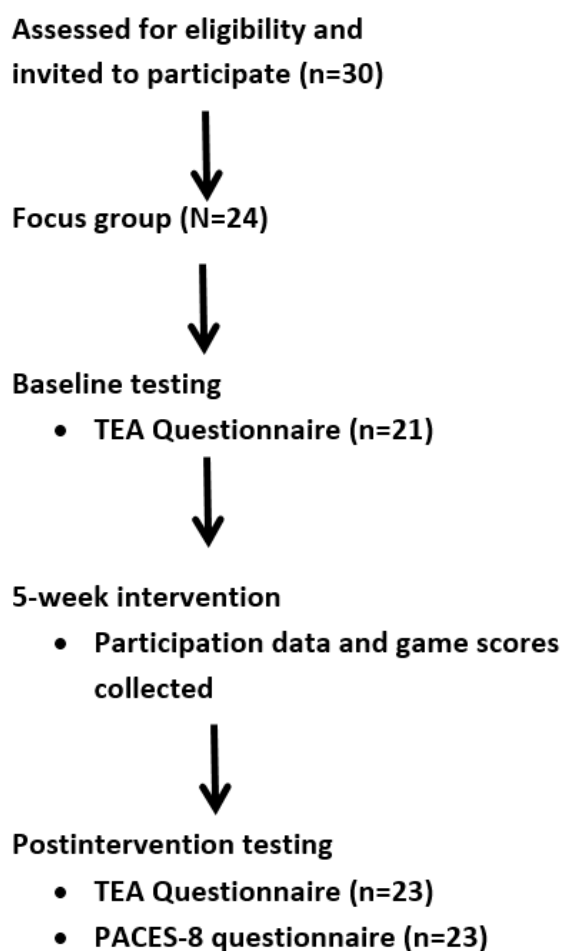 Assessed for eligibility and
invited to participate (n=30)
Focus group (N=24)
Baseline testing
• TEA Questionnaire (n=21)
5-week intervention
• Participation data and game scores
collected
Postintervention testing
• TEA Questionnaire (n=23)
• PACES-8 questionnaire (n=23)